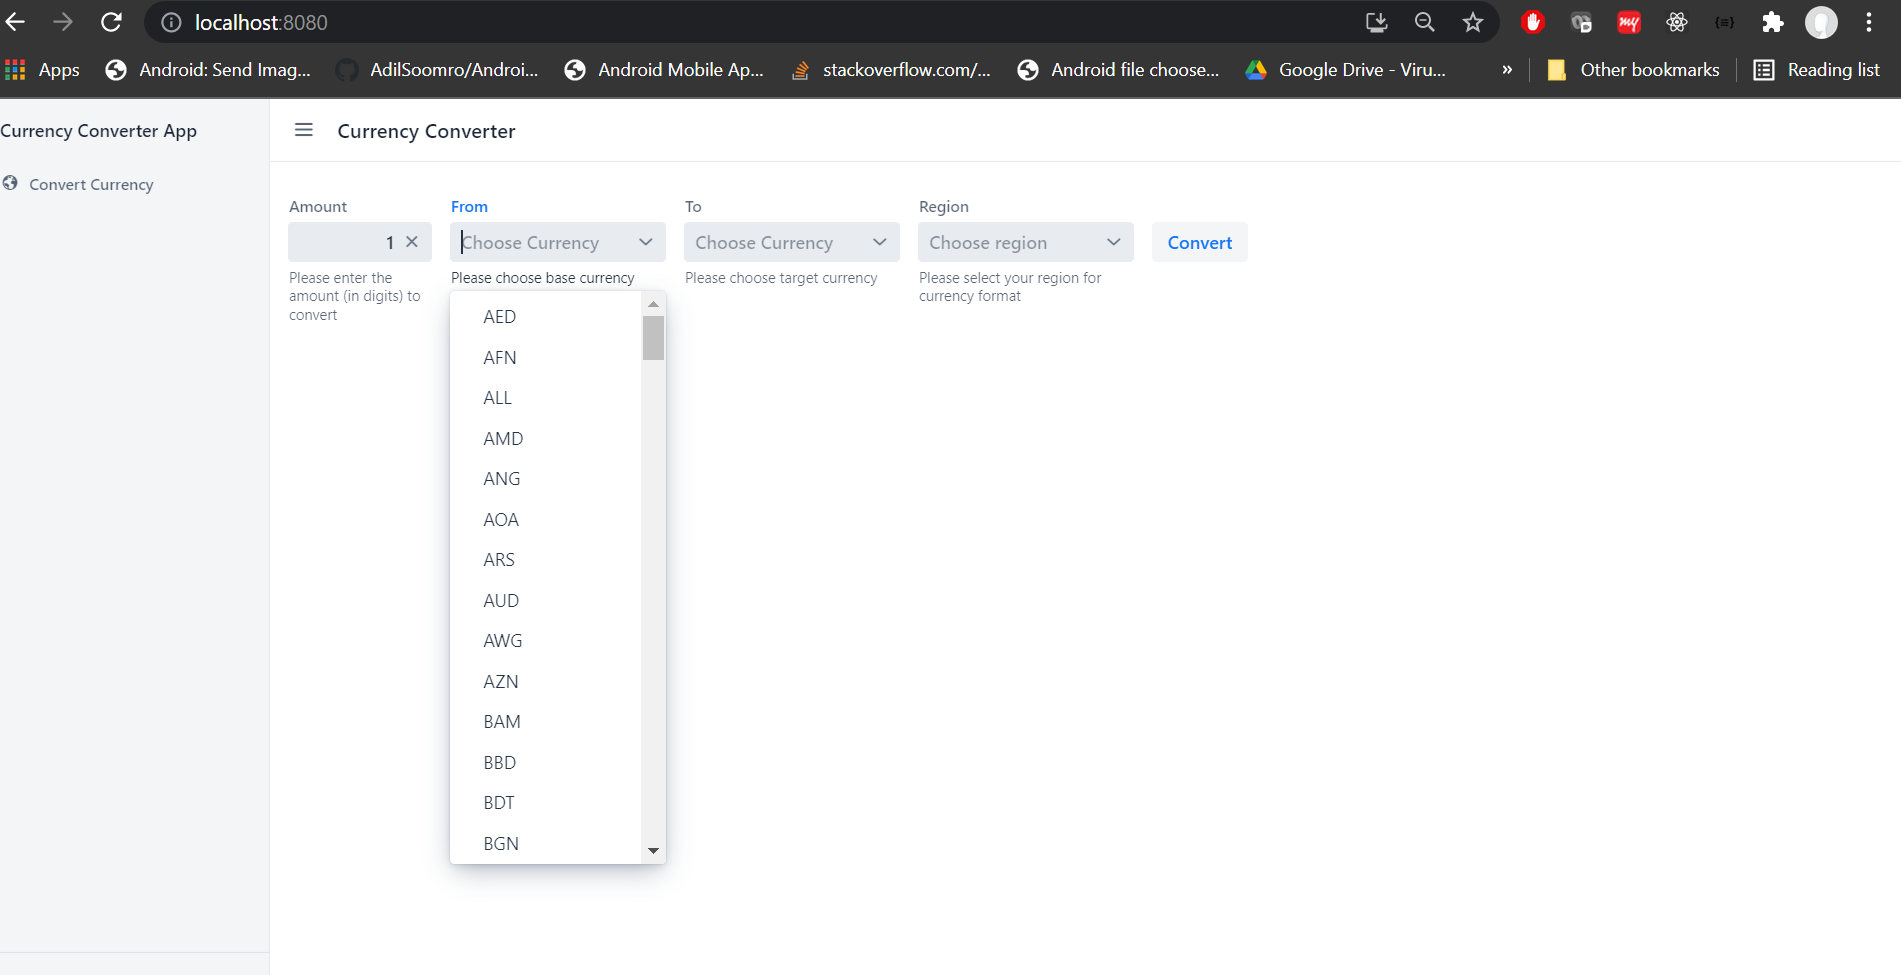 localhost:8080
Apps
Android: Send Imag...
AdilSoomro/Androi...
Android Mobile Ap...
stackoverflow.com/...
Android file choose...
Google Drive - Viru...
»
Other bookmarks
Reading list
Currency Converter App
Currency Converter
Convert Currency
Amount
From
To
Region
1
Choose Currency
Choose Currency
Choose region
Convert
Please enter the
amount (in digits) to
convert
Please choose base currency
Please choose target currency
Please select your region for
currency format
AED
AFN
ALL
AMD
ANG
AOA
ARS
AUD
AWG
AZN
BAM
BBD
BDT
BGN